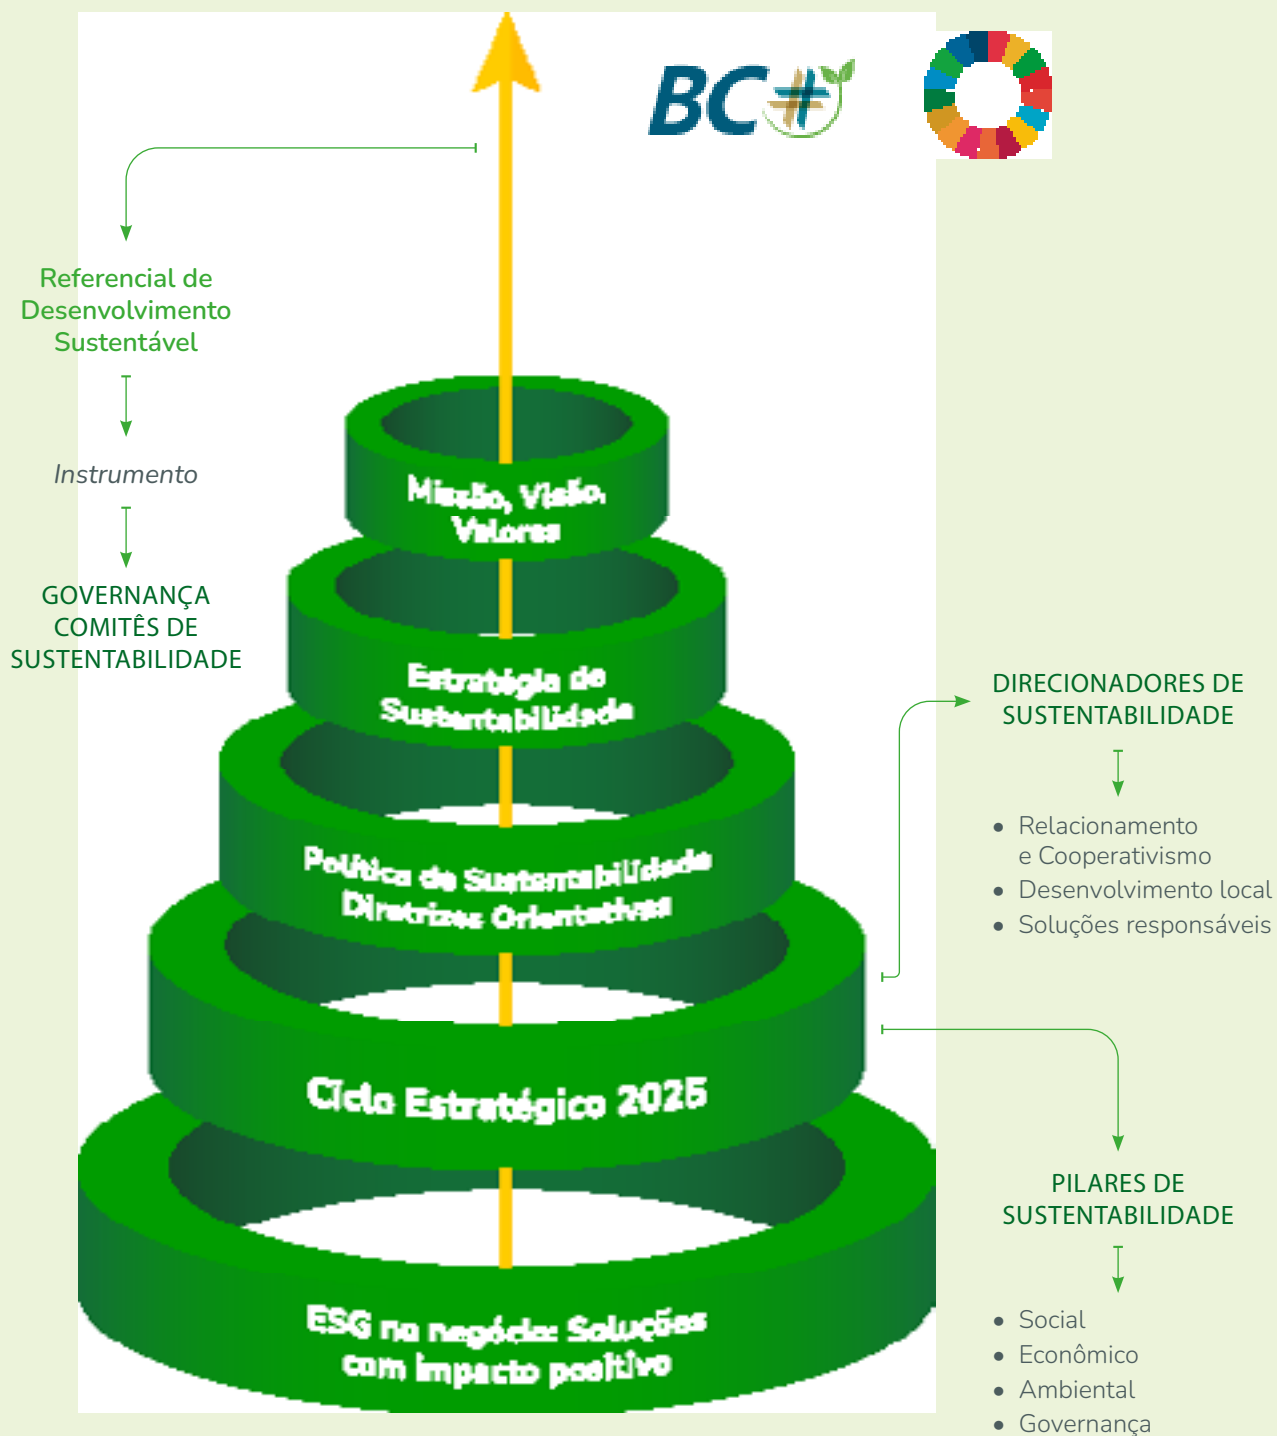 BC#
Referencial de
Desenvolvimento
Sustentável
Instrumento
GOVERNANÇA
COMITÊS DE
SUSTENTABILIDADE
Missão, Visão,
Valores
Estratégia de
Sustentabilidade
Política de Sustentabilidade
Diretrizes Orientativas
Ciclo Estratégico 2025
ESG no negócio: Soluções
com impacto positivo
DIRECIONADORES DE
SUSTENTABILIDADE
• Relacionamento
e Cooperativismo
• Desenvolvimento local
• Soluções responsáveis
PILARES DE
SUSTENTABILIDADE
• Social
• Econômico
• Ambiental
• Governança